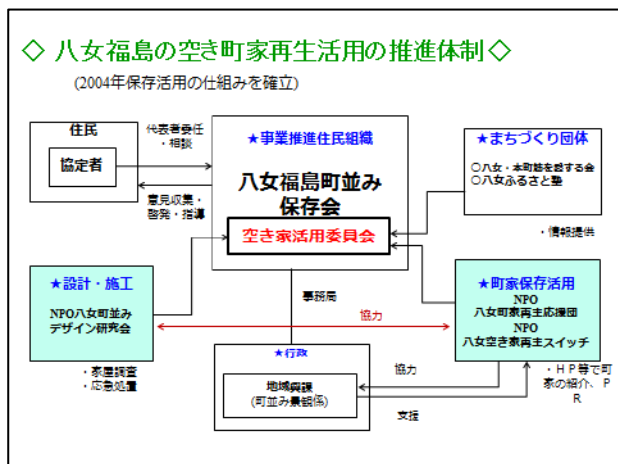 ◇ 八女福島の空き町家再生活用の推進体制◇
(2004年保存活用の仕組みを確立)
住民
協定者
代表者委任
・相談
意見収集・
啓発・指導
★事業推進住民組織
八女福島町並み
保存会
空き家活用委員会
★まちづくり団体
○八女・本町筋を愛する会
○八女ふるさと塾
・情報提供
★設計・施工
NPO八女町並み
デザイン研究会
・家屋調査
・応急処置
事務局
協力
★町家保存活用
NPO
八女町家再生応援団
NPO
八女空き家再生スイッチ
・ＨＰ等で町
家の紹介、Ｐ
Ｒ
★行政
地域興課
(町並み景観係)
協力
支援